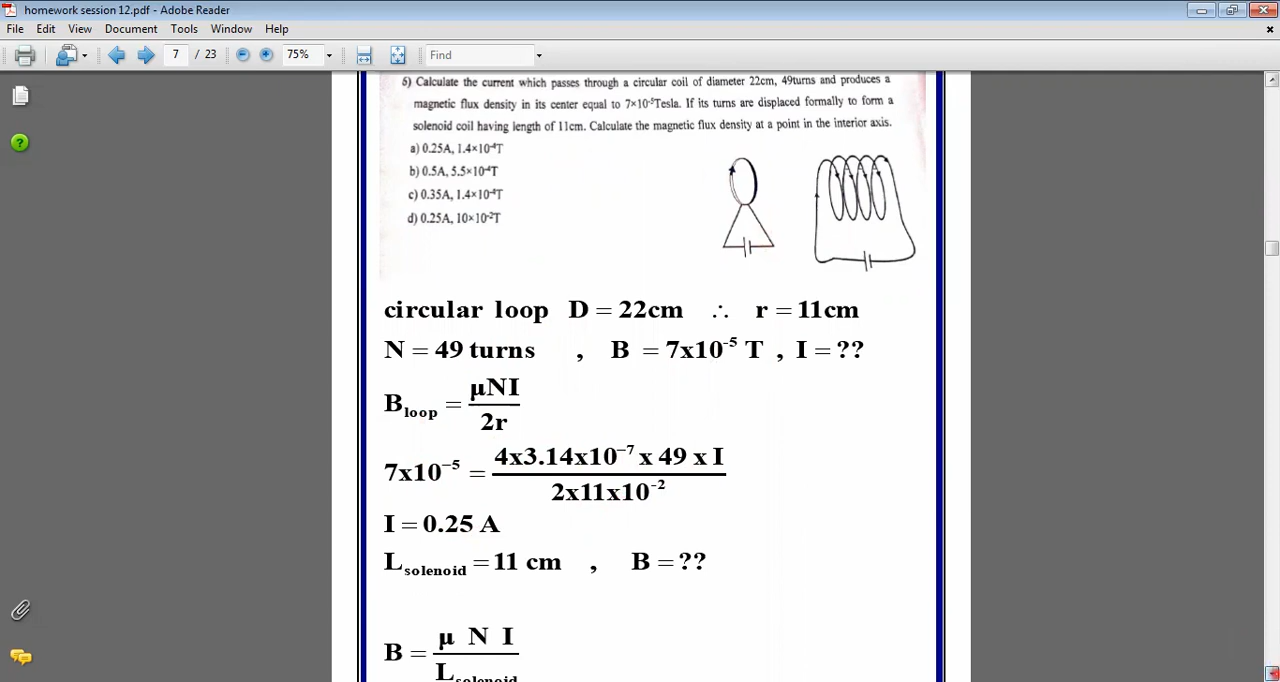 homework session 12.pdf - Adobe Reader
File Edit View Document Tools Window Help
7 / 23 75% Find
5) Calculate the current which passes through a circular coil of diameter 22cm, 49turns and produces a
magnetic flux density in its center equal to 7×10⁻⁵Tesla. If its turns are displaced formally to form a
solenoid coil having length of 11cm. Calculate the magnetic flux density at a point in the interior axis.
a) 0.25A, 1.4×10⁻⁴T
b) 0.5A, 5.5×10⁻⁴T
c) 0.35A, 1.4×10⁻⁴T
d) 0.25A, 10×10⁻²T
circular loop D = 22cm ∴ r = 11cm
N = 49 turns , B = 7x10⁻⁵ T , I = ??
B_loop = μNI / 2r
7x10⁻⁵ = 4x3.14x10⁻⁷ x 49 x I / 2x11x10⁻²
I = 0.25 A
L_solenoid = 11 cm , B = ??
B = μ N I / L_solenoid